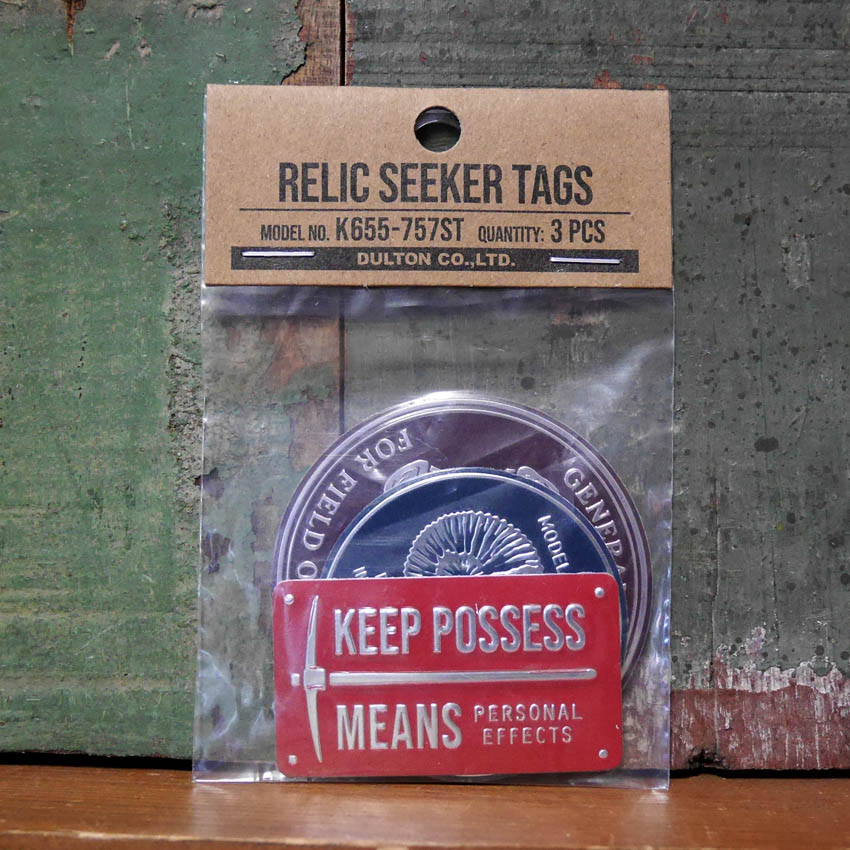 RELIC SEEKER TAGS
MODEL NO. K655-757ST QUANTITY: 3 PCS
DULTON CO.,LTD.
FOR FIELD
MODEL
KEEP POSSESS
MEANS PERSONAL
EFFECTS